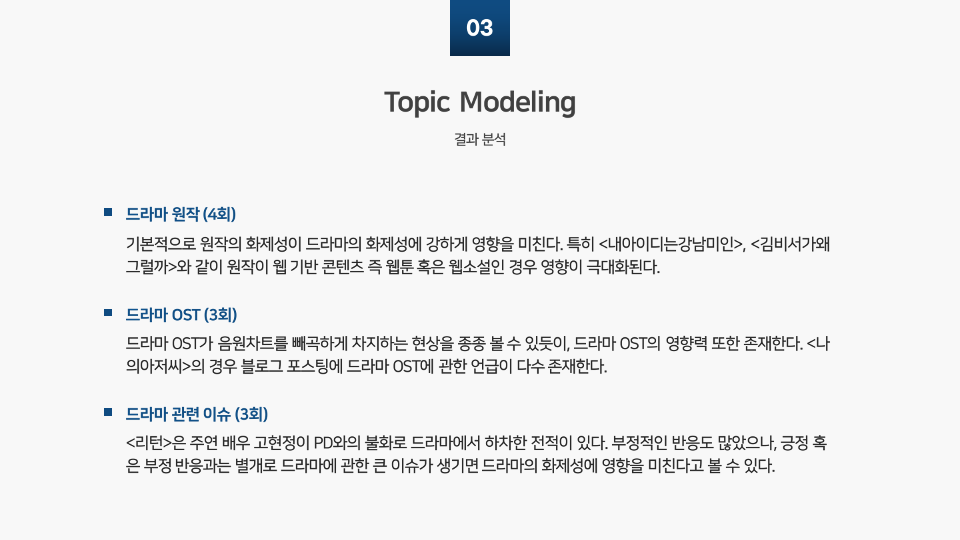 03
Topic Modeling
결과 분석
드라마 원작 (4회)
기본적으로 원작의 화제성이 드라마의 화제성에 강하게 영향을 미친다. 특히 <내아이디는강남미인>, <김비서가왜
그럴까>와 같이 원작이 웹 기반 콘텐츠 즉 웹툰 혹은 웹소설인 경우 영향이 극대화된다.
드라마 OST (3회)
드라마 OST가 음원차트를 빼곡하게 차지하는 현상을 종종 볼 수 있듯이, 드라마 OST의 영향력 또한 존재한다. <나
의아저씨>의 경우 블로그 포스팅에 드라마 OST에 관한 언급이 다수 존재한다.
드라마 관련 이슈 (3회)
<리턴>은 주연 배우 고현정이 PD와의 불화로 드라마에서 하차한 전적이 있다. 부정적인 반응도 많았으나, 긍정 혹
은 부정 반응과는 별개로 드라마에 관한 큰 이슈가 생기면 드라마의 화제성에 영향을 미친다고 볼 수 있다.